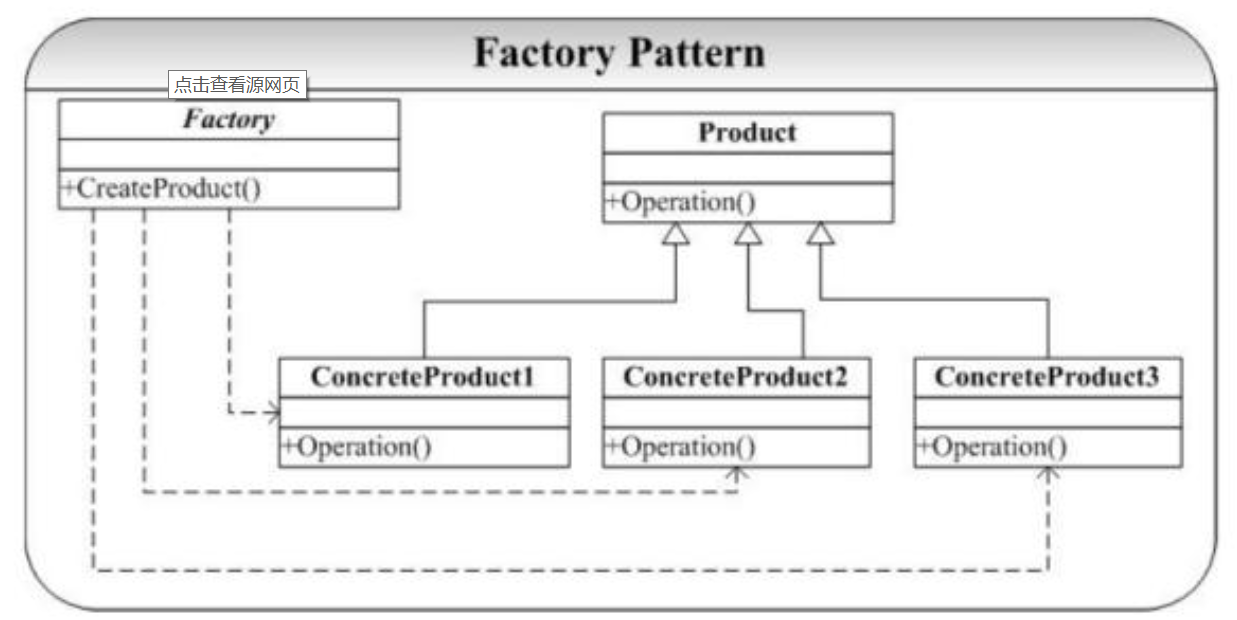 Factory Pattern
点击查看源网页
Factory
+CreateProduct()
Product
+Operation()
ConcreteProduct1
+Operation()
ConcreteProduct2
+Operation()
ConcreteProduct3
+Operation()